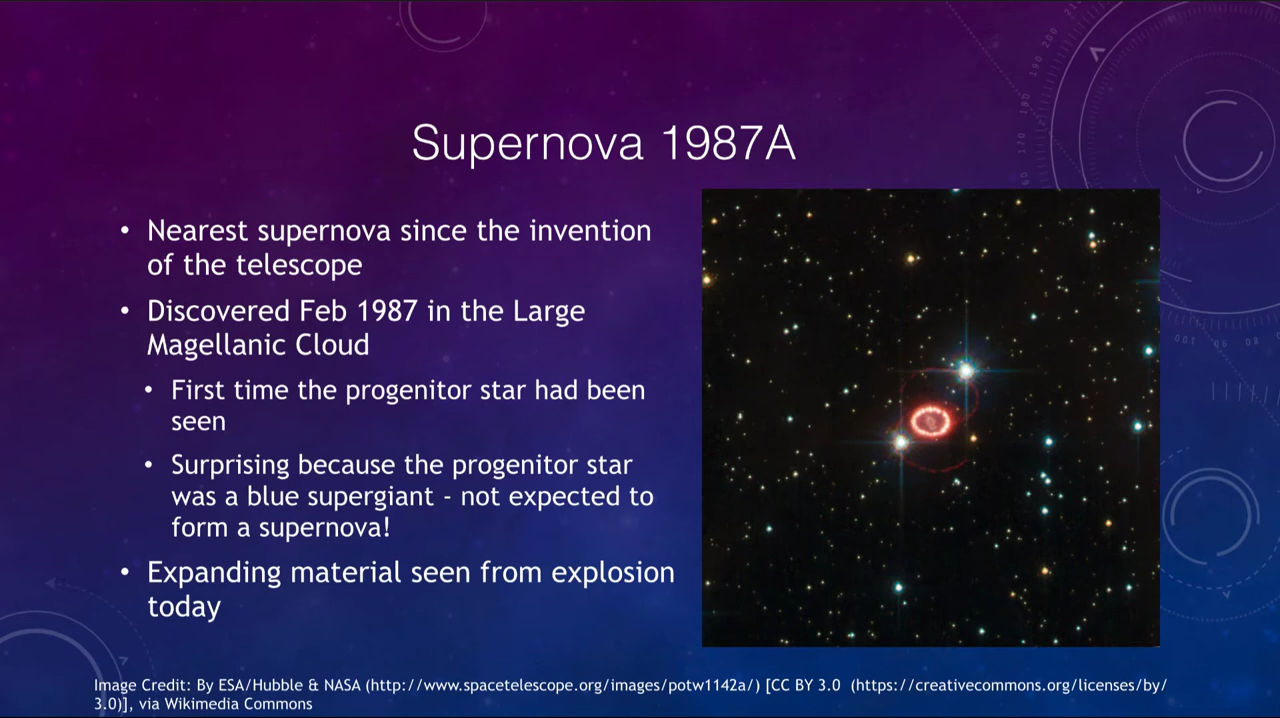 Supernova 1987A
• Nearest supernova since the invention
of the telescope
• Discovered Feb 1987 in the Large
Magellanic Cloud
• First time the progenitor star had been
seen
• Surprising because the progenitor star
was a blue supergiant - not expected to
form a supernova!
• Expanding material seen from explosion
today
Image Credit: By ESA/Hubble & NASA (http://www.spacetelescope.org/images/potw1142a/) [CC BY 3.0 (https://creativecommons.org/licenses/by/
3.0)], via Wikimedia Commons